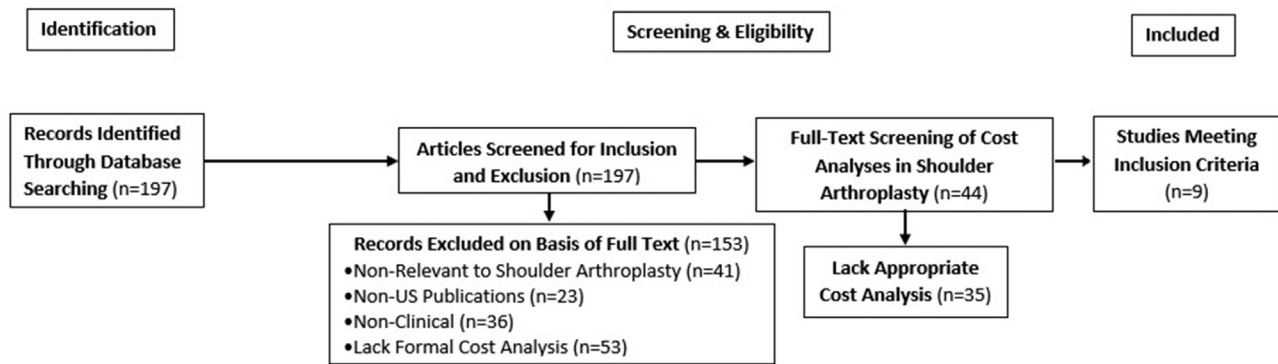 Identification
Screening & Eligibility
Included
Records Identified
Through Database
Searching (n=197)
Articles Screened for Inclusion
and Exclusion (n=197)
Full-Text Screening of Cost
Analyses in Shoulder
Arthroplasty (n=44)
Studies Meeting
Inclusion Criteria
(n=9)
Records Excluded on Basis of Full Text (n=153)
•Non-Relevant to Shoulder Arthroplasty (n=41)
•Non-US Publications (n=23)
•Non-Clinical (n=36)
•Lack Formal Cost Analysis (n=53)
Lack Appropriate
Cost Analysis (n=35)